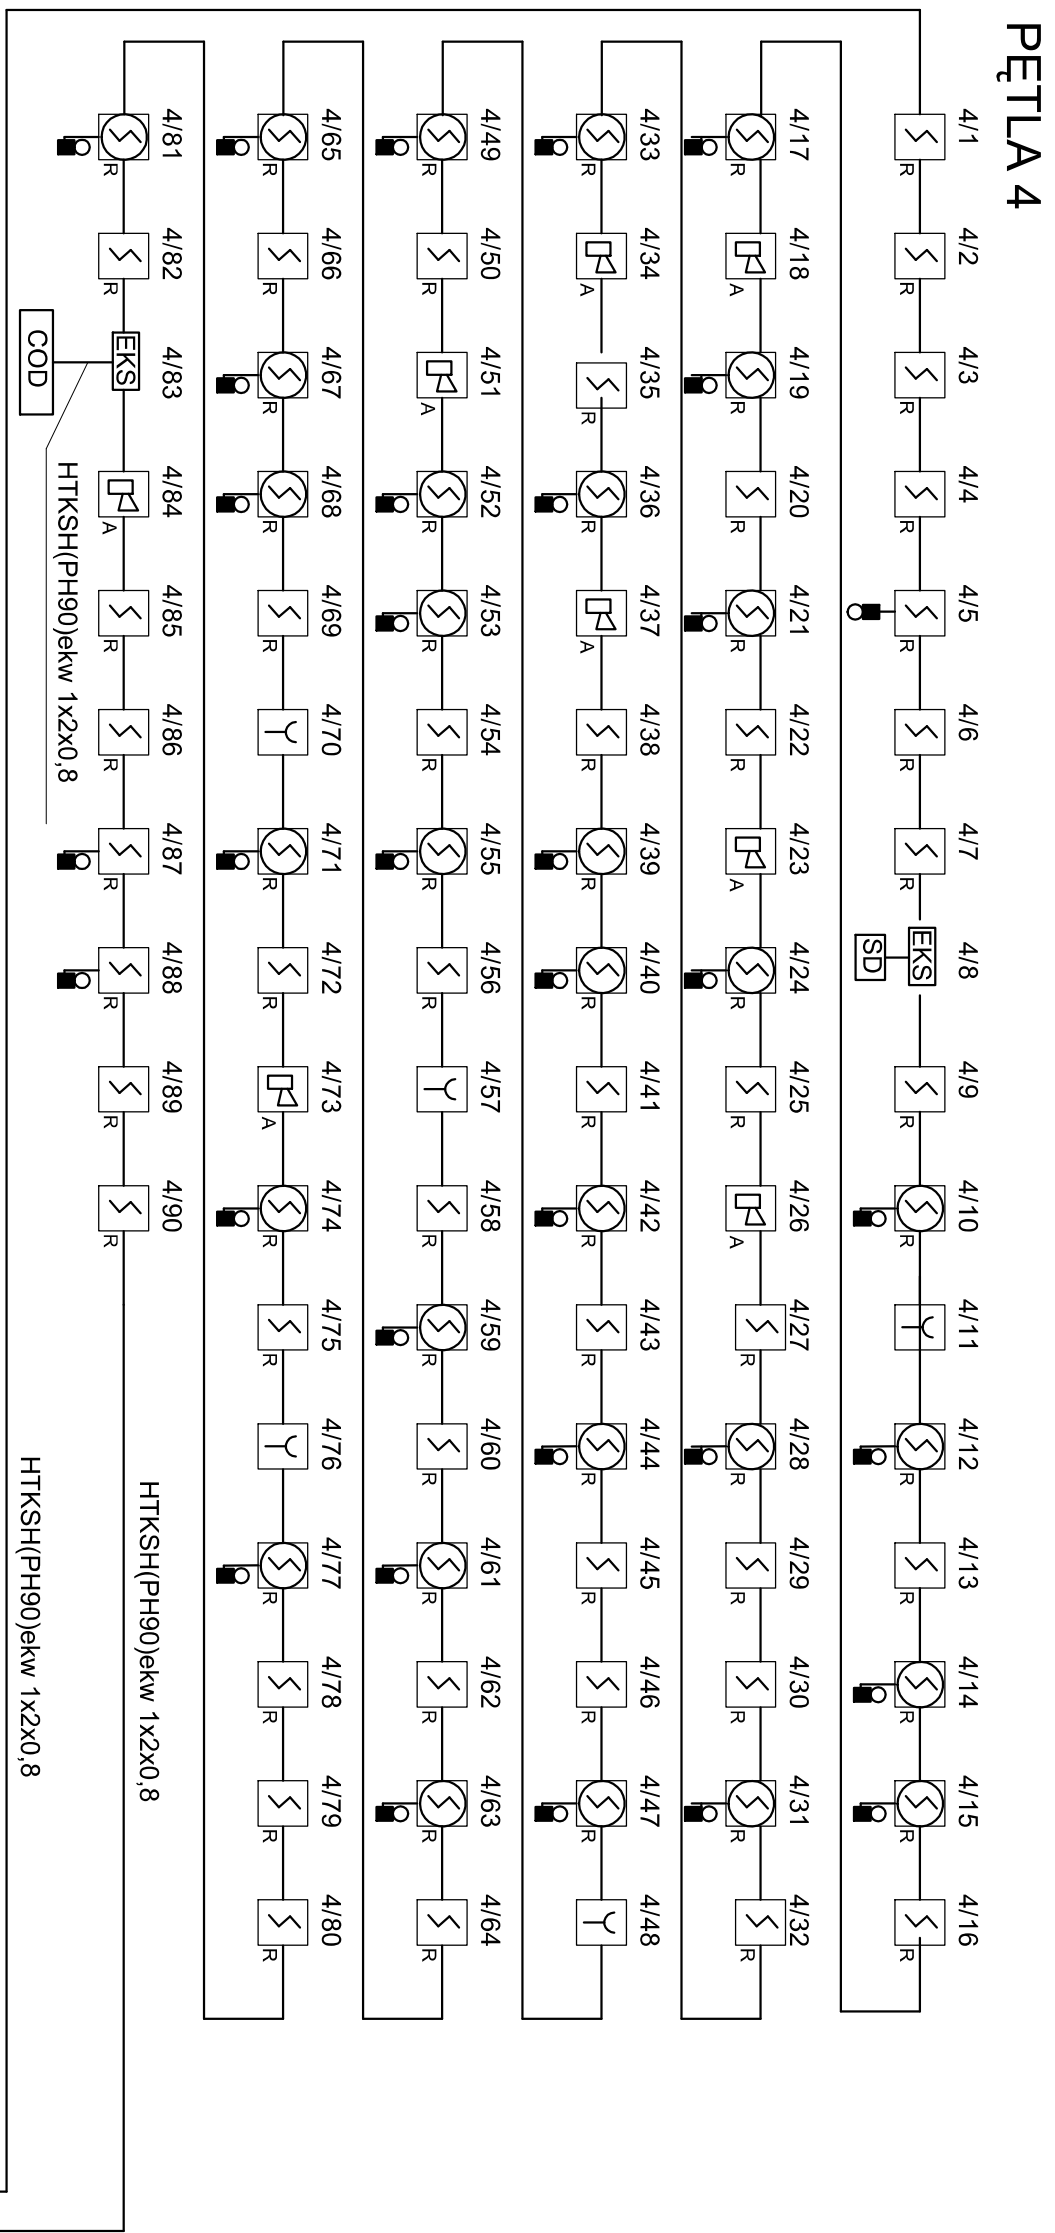 PĘTLA 4
4/1 4/2 4/3 4/4 4/5 4/6 4/7 4/8 4/9 4/10 4/11 4/12 4/13 4/14 4/15 4/16
R R R R R R R EKS R R R R R R R
SD
4/17 4/18 4/19 4/20 4/21 4/22 4/23 4/24 4/25 4/26 4/27 4/28 4/29 4/30 4/31 4/32
R A R R R R A R R A R R R R R R
4/33 4/34 4/35 4/36 4/37 4/38 4/39 4/40 4/41 4/42 4/43 4/44 4/45 4/46 4/47 4/48
R A R R A R R R R R R R R R R
4/49 4/50 4/51 4/52 4/53 4/54 4/55 4/56 4/57 4/58 4/59 4/60 4/61 4/62 4/63 4/64
R R A R R R R R R R R R R R R
4/65 4/66 4/67 4/68 4/69 4/70 4/71 4/72 4/73 4/74 4/75 4/76 4/77 4/78 4/79 4/80
R R R R R R R A R R R R R R
4/81 4/82 4/83 4/84 4/85 4/86 4/87 4/88 4/89 4/90
R R EKS A R R R R R R
COD
HTKSH(PH90)ekw 1x2x0,8
HTKSH(PH90)ekw 1x2x0,8
HTKSH(PH90)ekw 1x2x0,8